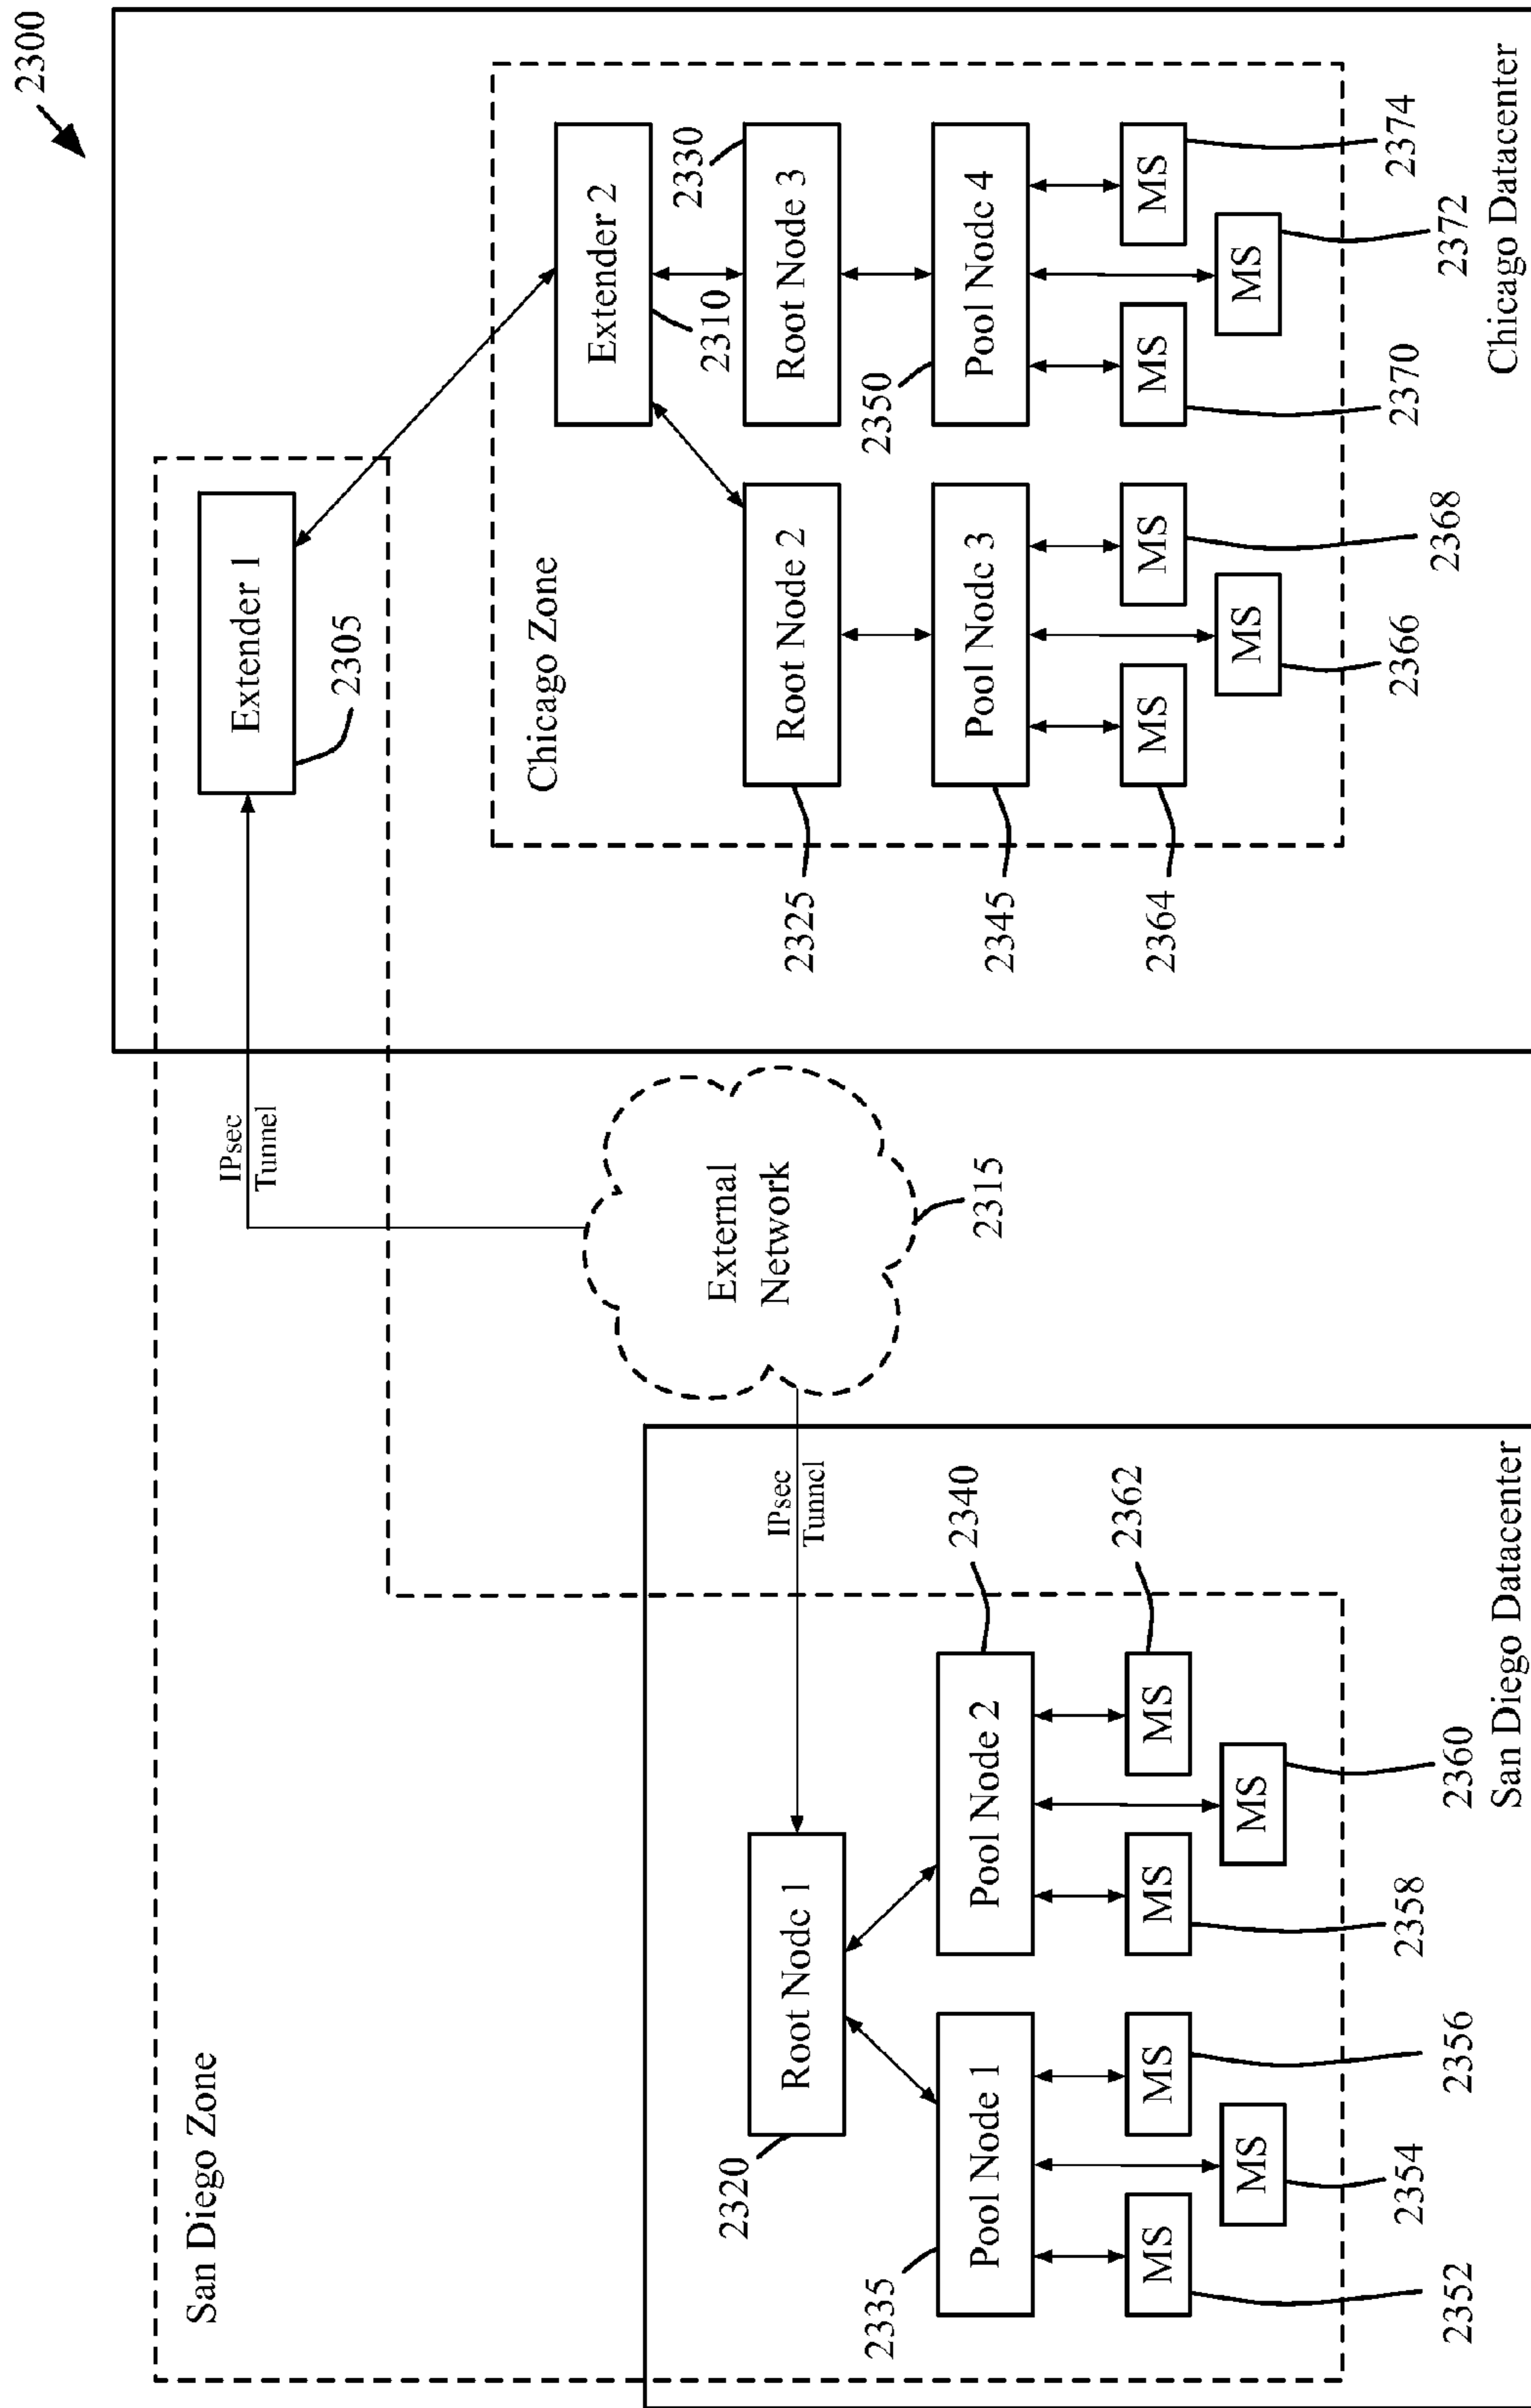 2300
San Diego Zone
IPsec
Tunnel
Extender 1
2305
Chicago Zone
Extender 2
2310
External
Network
2315
2320
Root Node 1
IPsec
Tunnel
2325
Root Node 2
Root Node 3
2330
2335
Pool Node 1
Pool Node 2
2340
2345
Pool Node 3
2350
Pool Node 4
MS
MS
MS
MS
MS
MS
2362
2364
MS
MS
MS
MS
MS
MS
2352
2354
2356
2358
2360
2366
2368
2370
2372
2374
San Diego Datacenter
Chicago Datacenter